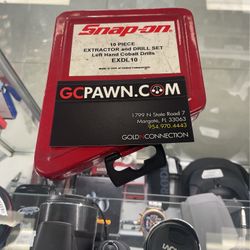 Snap-on
10 PIECE
EXTRACTOR and DRILL SET
Left Hand Cobalt Drills
EXDL10
GCPAWN.COM
1799 N State Road 7
Margate, FL 33063
954.970.4443
GOLD CONNECTION